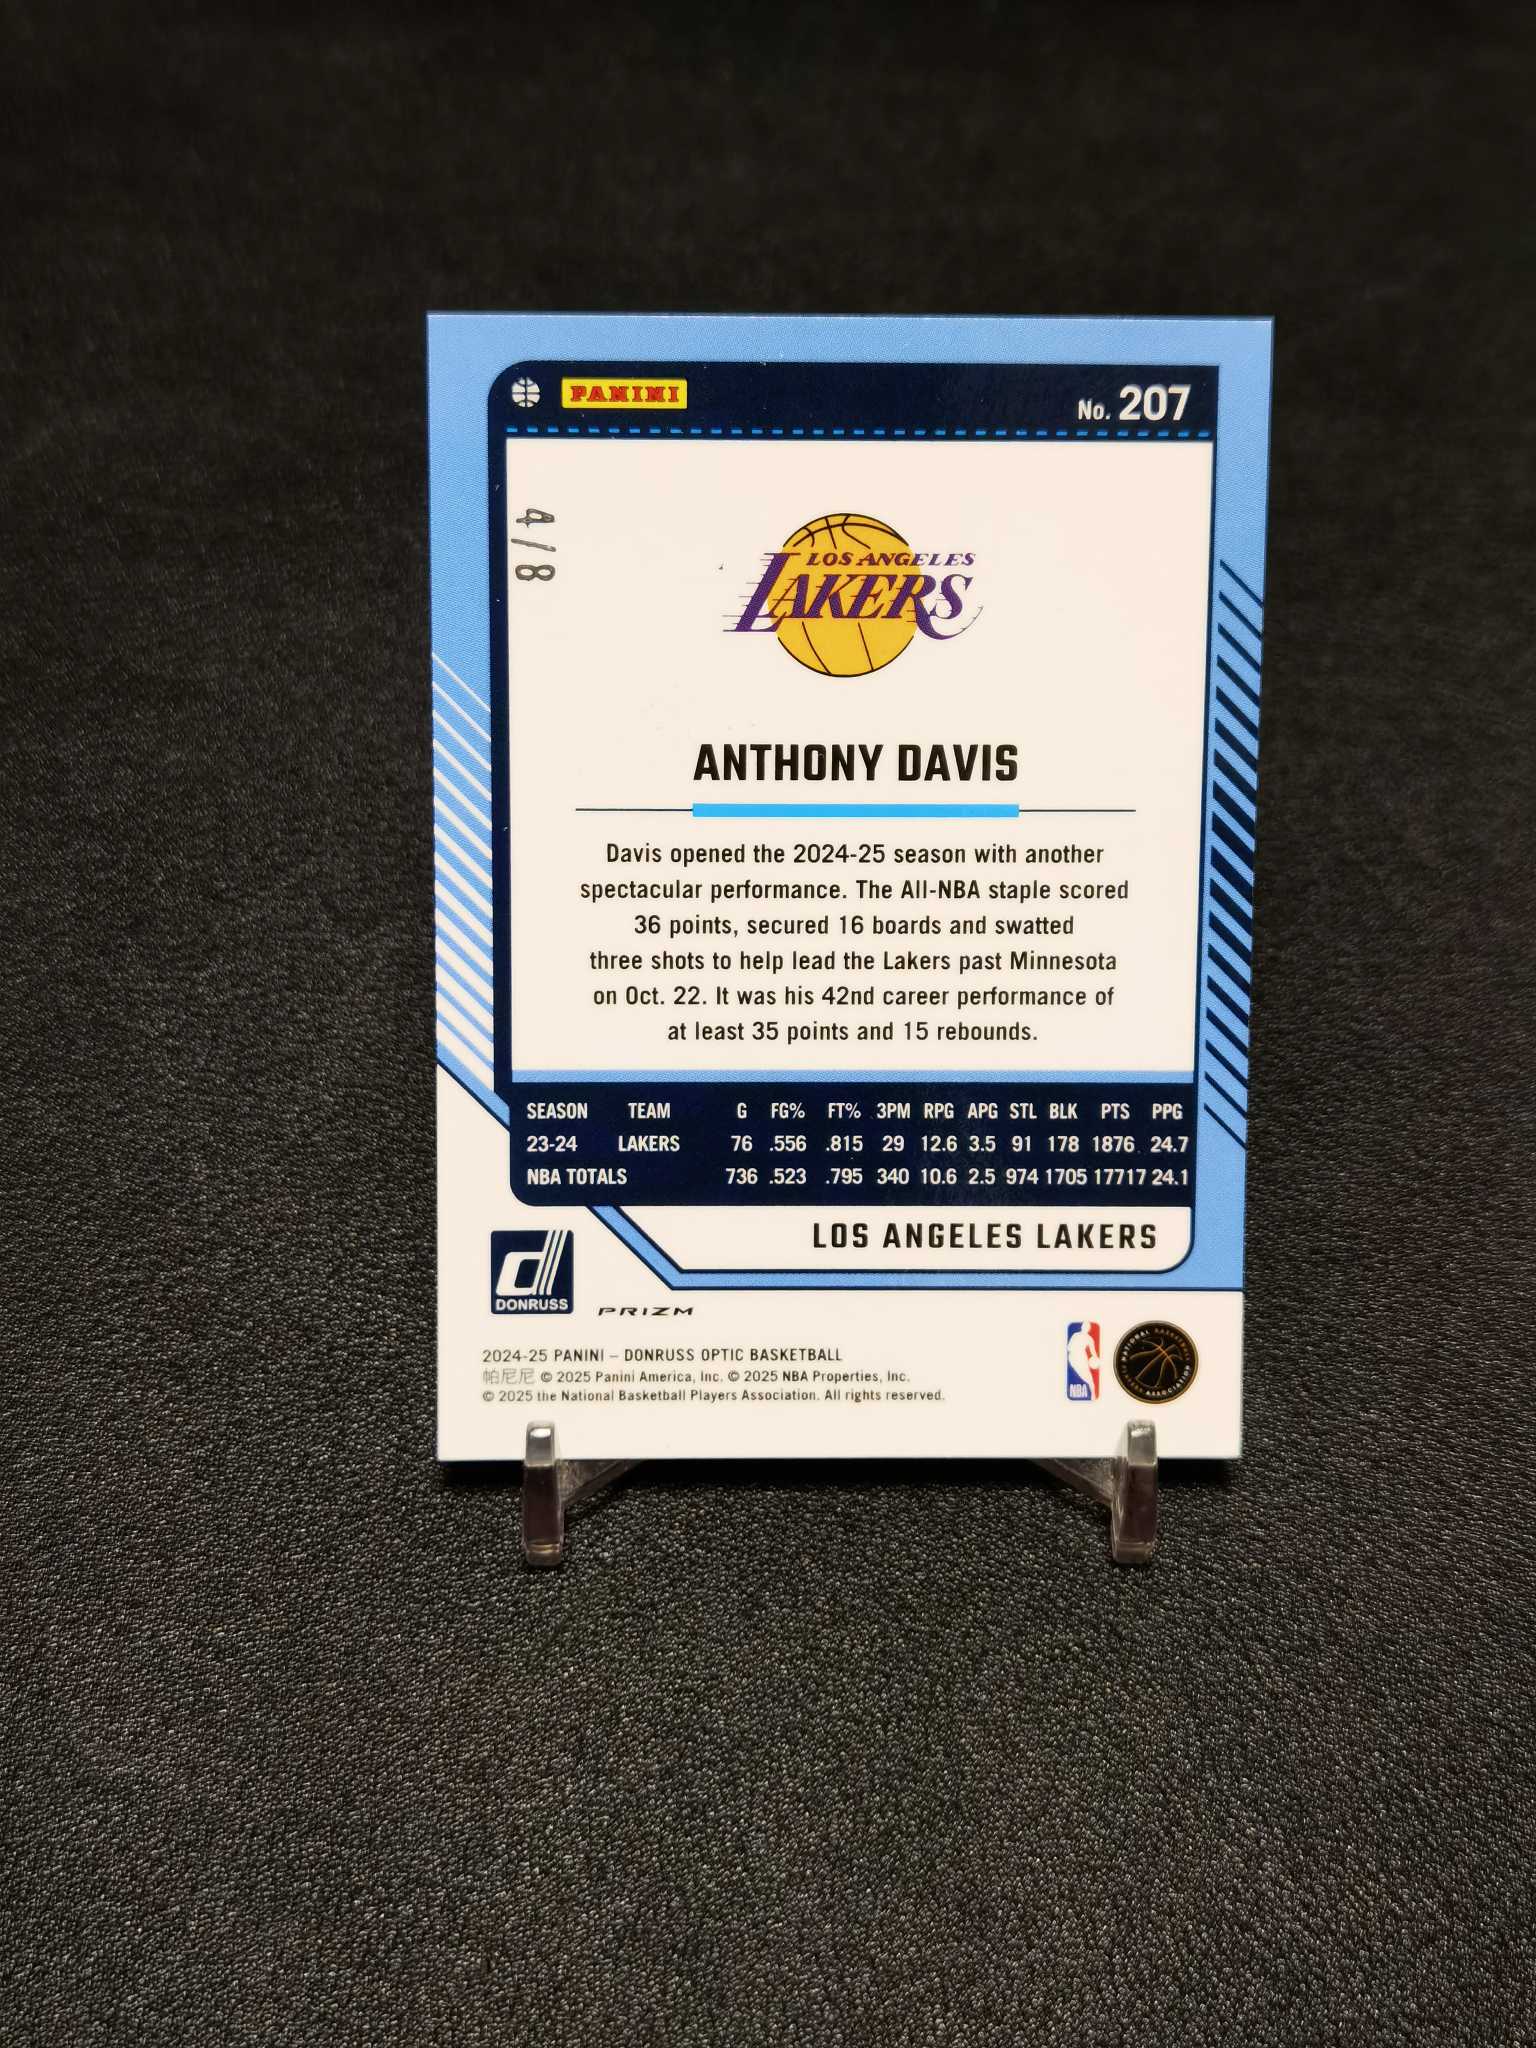 PANINI
No. 207
4/8
LOS ANGELES
LAKERS
ANTHONY DAVIS
Davis opened the 2024-25 season with another
spectacular performance. The All-NBA staple scored
36 points, secured 16 boards and swatted
three shots to help lead the Lakers past Minnesota
on Oct. 22. It was his 42nd career performance of
at least 35 points and 15 rebounds.
SEASON TEAM G FG% FT% 3PM RPG APG STL BLK PTS PPG
23-24 LAKERS 76 .556 .815 29 12.6 3.5 91 178 1876 24.7
NBA TOTALS 736 .523 .795 340 10.6 2.5 974 1705 17717 24.1
LOS ANGELES LAKERS
d
DONRUSS
PRIZM
2024-25 PANINI – DONRUSS OPTIC BASKETBALL
帕尼尼 © 2025 Panini America, Inc. © 2025 NBA Properties, Inc.
© 2025 the National Basketball Players Association. All rights reserved.
NBA
NATIONAL BASKETBALL
PLAYERS ASSOCIATION